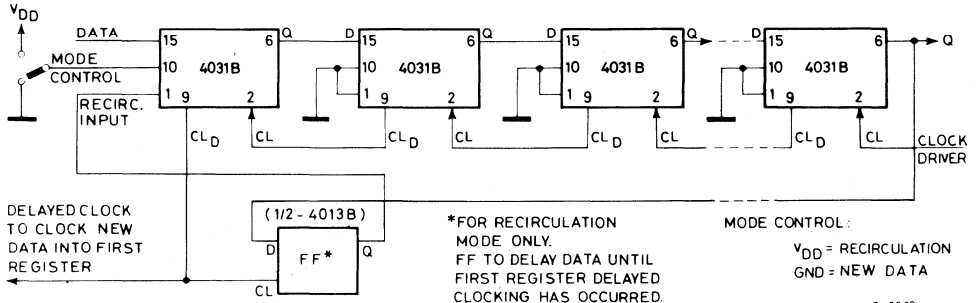 VDD
DATA
MODE
CONTROL
RECIRC.
INPUT
15 6
10 4031B
1 9 2
Q D
15 6
10 4031B
1 9 2
Q D
15 6
10 4031B
1 9 2
Q D
15 6
10 4031B
1 9 2
Q
CLD CL CLD CL CLD CL CLD CL
CLOCK
DRIVER
DELAYED CLOCK
TO CLOCK NEW
DATA INTO FIRST
REGISTER
(1/2 - 4013B)
D Q
FF*
CL
*FOR RECIRCULATION
MODE ONLY.
FF TO DELAY DATA UNTIL
FIRST REGISTER DELAYED
CLOCKING HAS OCCURRED.
MODE CONTROL:
VDD = RECIRCULATION
GND = NEW DATA